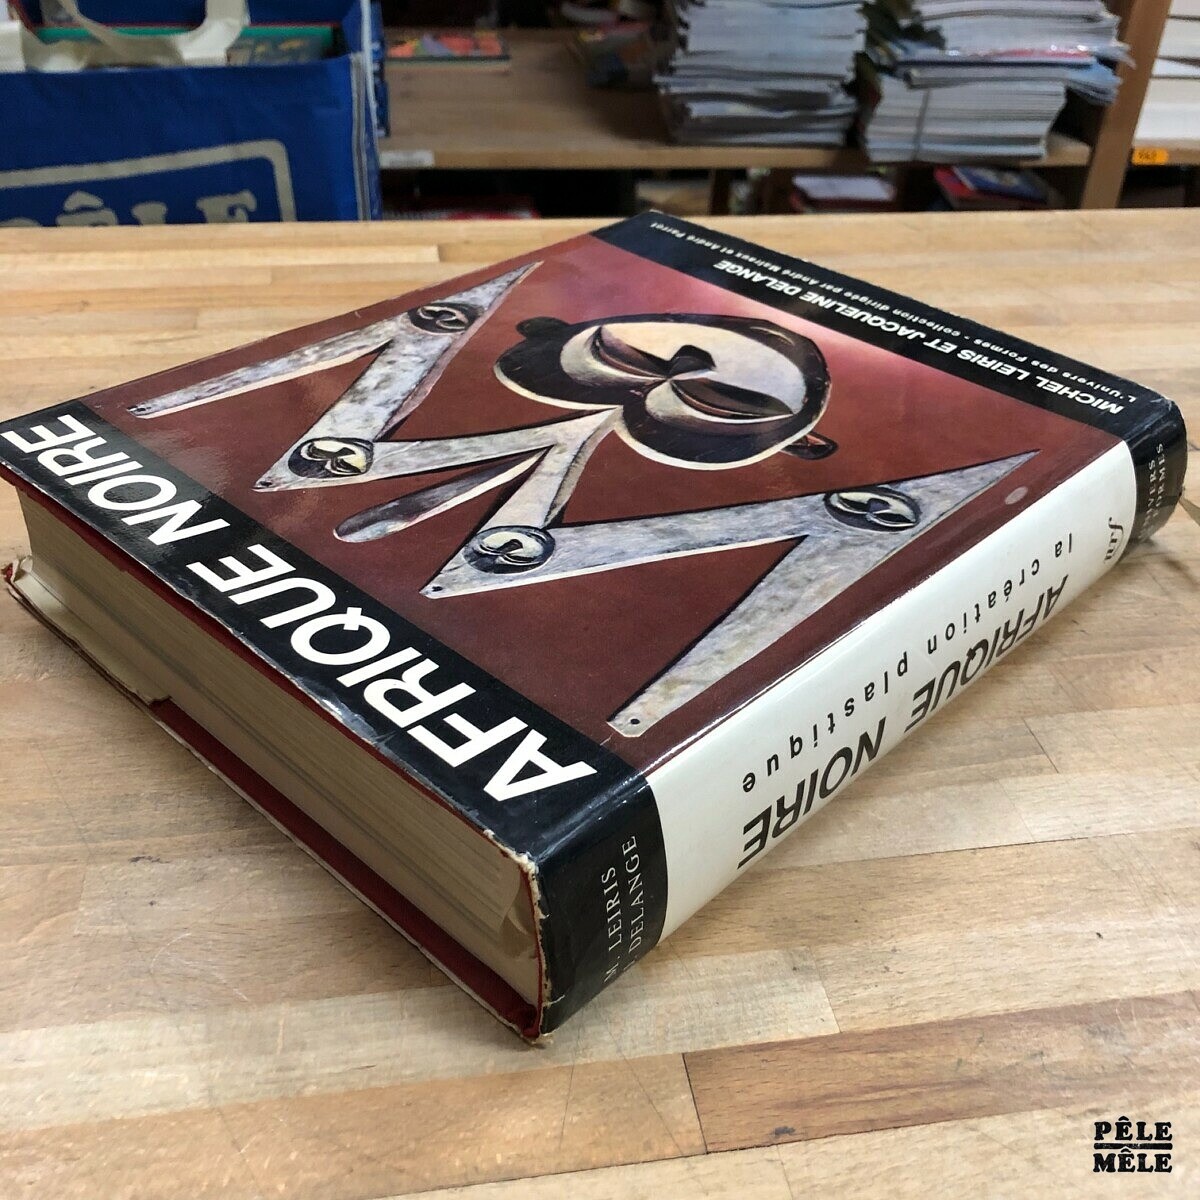 MICHEL LEIRIS ET JACQUELINE DELANGE
L'Univers des Formes - collection dirigée par André Malraux et André Parrot
AFRIQUE NOIRE
M. LEIRIS
DELANGE
AFRIQUE NOIRE
la création plastique
nrf
PÊLE
PÊLE
MÊLE